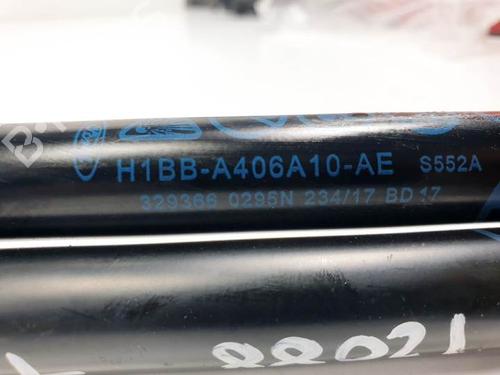 H1BB-A406A10-AE S552A
329366 0295N 234/17 BD 17
88021